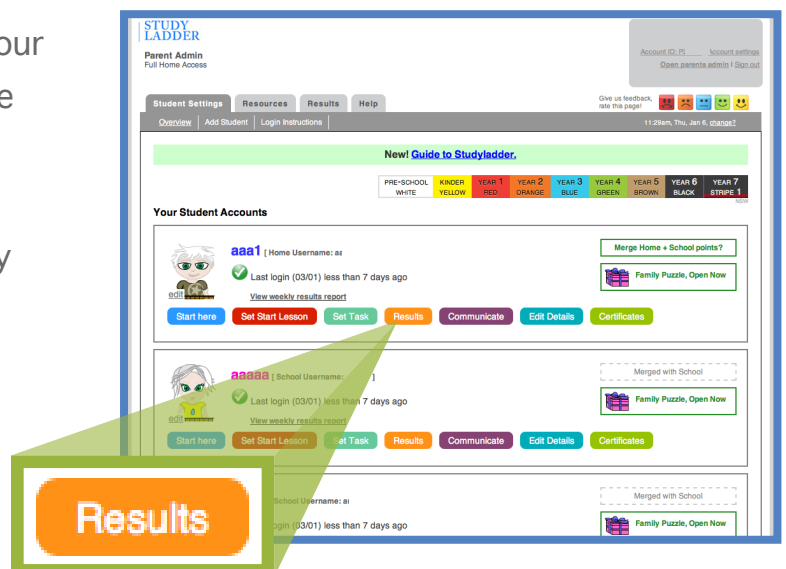 our
e
y
STUDY
LADDER
Parent Admin
Full Home Access
Account ID: P Account settings
Open parents admin | Sign out
Student Settings Resources Results Help
Give us feedback,
rate this page!
Overview Add Student Login Instructions
11:29am, Thu, Jan 6, change?
New! Guide to Studyladder.
PRE-SCHOOL WHITE
KINDER YELLOW
YEAR 1 RED
YEAR 2 ORANGE
YEAR 3 BLUE
YEAR 4 GREEN
YEAR 5 BROWN
YEAR 6 BLACK
YEAR 7 STRIPE 1
NSW
Your Student Accounts
aaa1 [ Home Username: a
Merge Home + School points?
Last login (03/01) less than 7 days ago
Family Puzzle, Open Now
edit
View weekly results report
Start here Set Start Lesson Set Task Results Communicate Edit Details Certificates
aaaaa [ School Username: ]
Merged with School
Last login (03/01) less than 7 days ago
Family Puzzle, Open Now
edit
View weekly results report
Start here Set Start Lesson Set Task Results Communicate Edit Details Certificates
School Username: a
Merged with School
login (03/01) less than 7 days ago
Family Puzzle, Open Now
Results